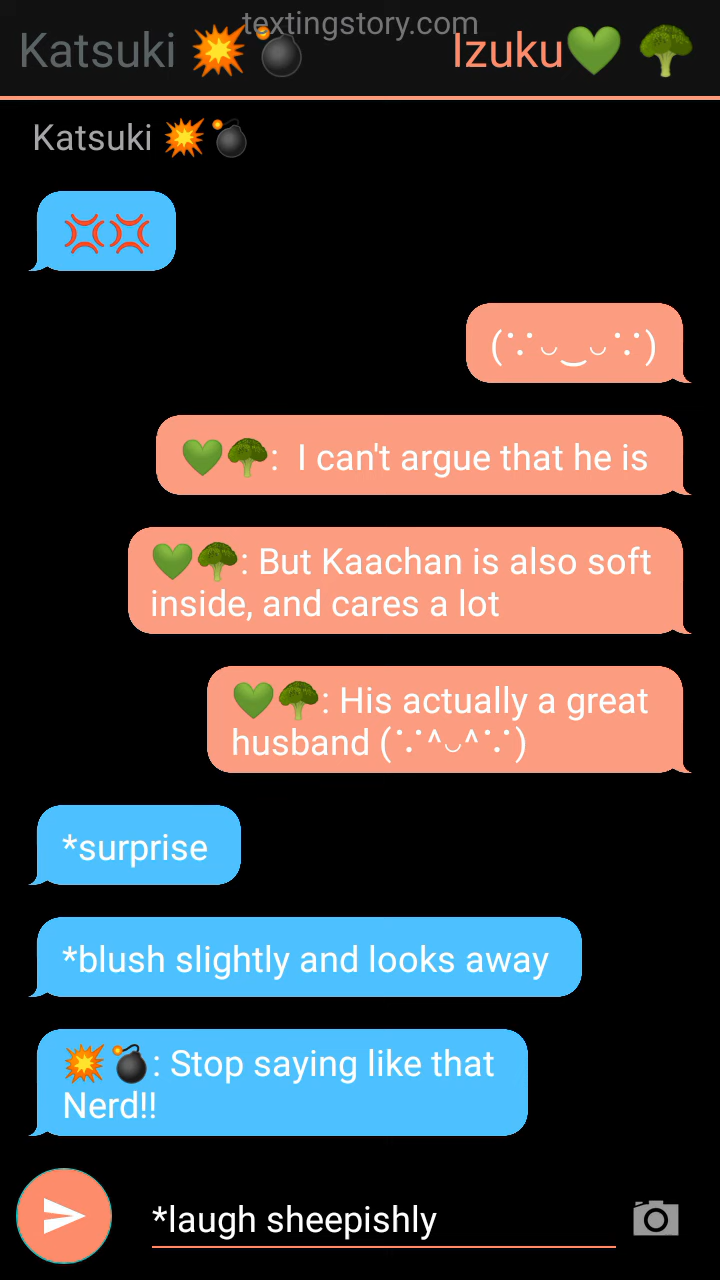 textingstory.com
Katsuki 💥💣 Izuku💚🥦
Katsuki 💥💣
💢💢
(∵◡‿◡∵)
💚🥦:  I can't argue that he is
💚🥦: But Kaachan is also soft
inside, and cares a lot
💚🥦: His actually a great
husband (∵^◡^∵)
*surprise
*blush slightly and looks away
💥💣: Stop saying like that
Nerd!!
*laugh sheepishly